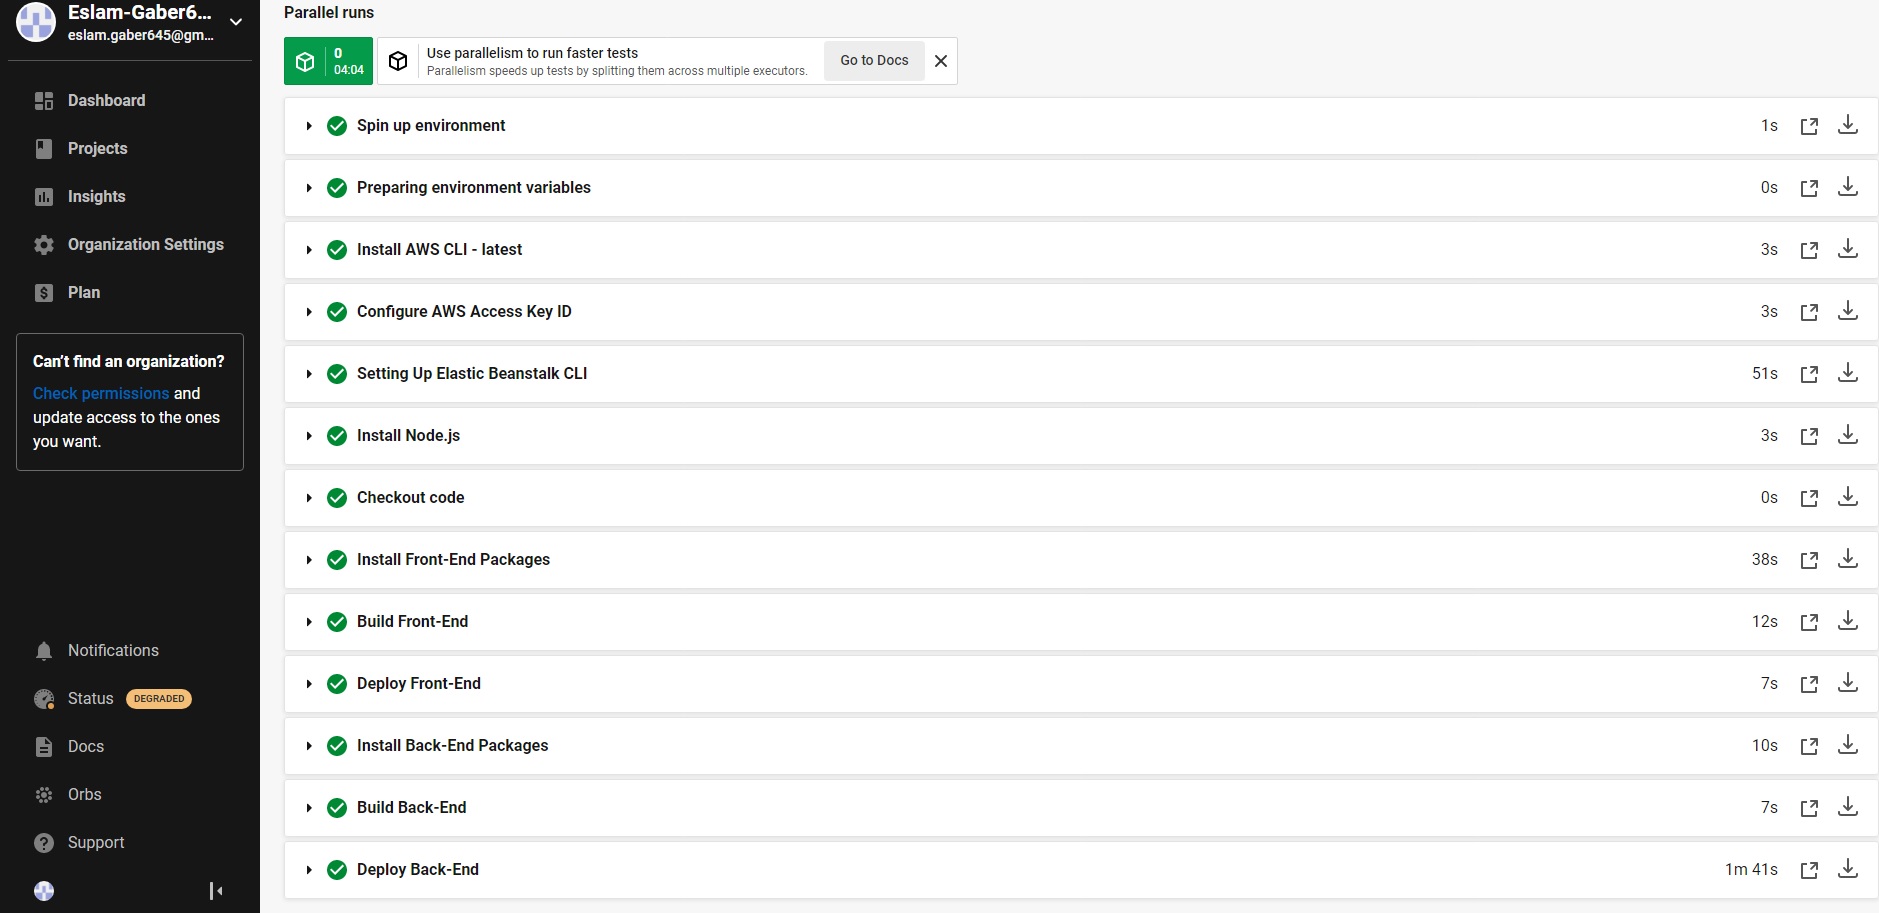 Eslam-Gaber6...
eslam.gaber645@gm...
Dashboard
Projects
Insights
Organization Settings
Plan
Can't find an organization?
Check permissions and
update access to the ones
you want.
Notifications
Status DEGRADED
Docs
Orbs
Support
Parallel runs
0
04:04
Use parallelism to run faster tests
Parallelism speeds up tests by splitting them across multiple executors.
Go to Docs
Spin up environment 1s
Preparing environment variables 0s
Install AWS CLI - latest 3s
Configure AWS Access Key ID 3s
Setting Up Elastic Beanstalk CLI 51s
Install Node.js 3s
Checkout code 0s
Install Front-End Packages 38s
Build Front-End 12s
Deploy Front-End 7s
Install Back-End Packages 10s
Build Back-End 7s
Deploy Back-End 1m 41s